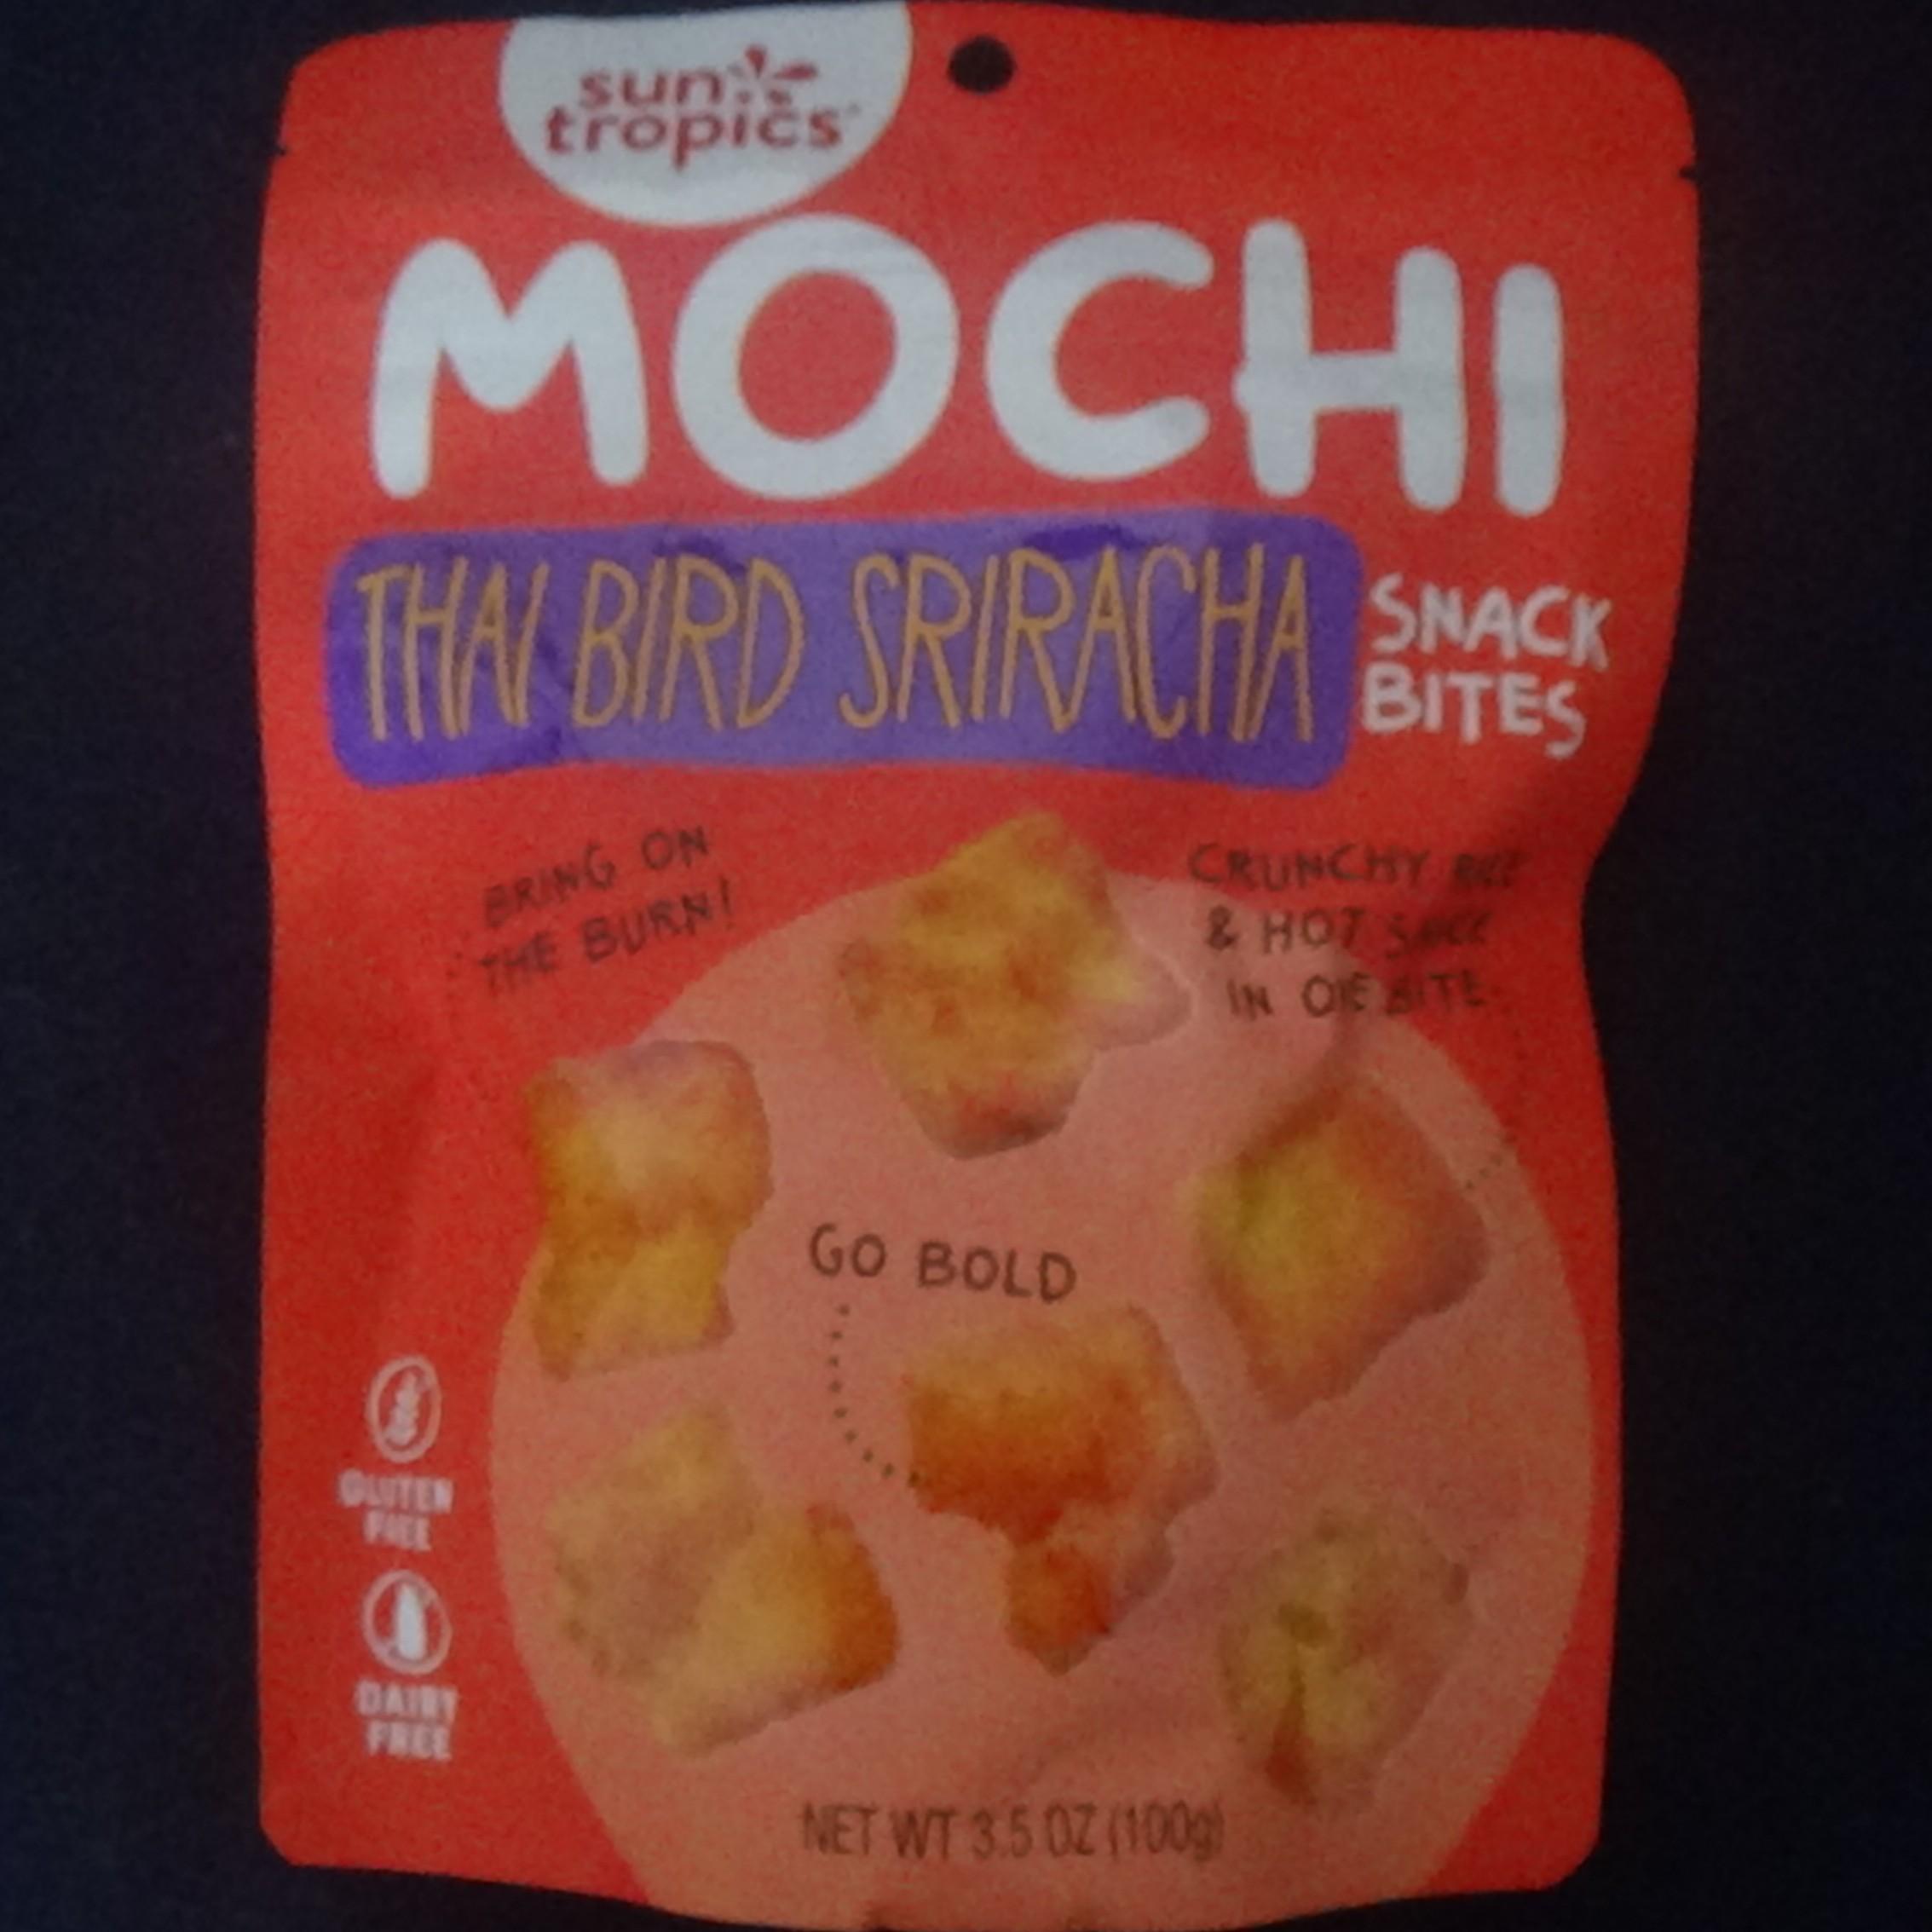 sun
tropics
MOCHI
THAI BIRD SRIRACHA
SNACK
BITES
BRING ON
THE BURN!
CRUNCHY
& HOT
IN BITE
GO BOLD
GLUTEN
FREE
DAIRY
FREE
NET WT 3.5 OZ (100g)